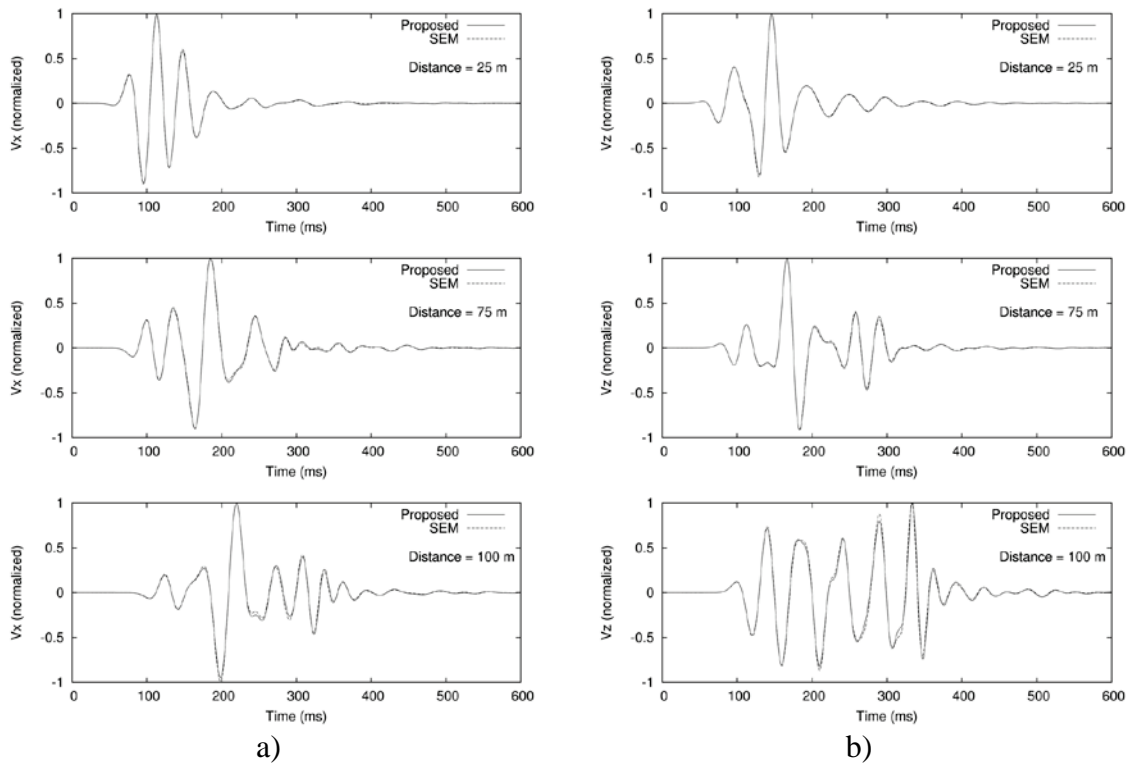 1
0.5
0
-0.5
-1
Vx (normalized)
Proposed
SEM
Distance = 25 m
0 100 200 300 400 500 600
Time (ms)
1
0.5
0
-0.5
-1
Vz (normalized)
Proposed
SEM
Distance = 25 m
0 100 200 300 400 500 600
Time (ms)
1
0.5
0
-0.5
-1
Vx (normalized)
Proposed
SEM
Distance = 75 m
0 100 200 300 400 500 600
Time (ms)
1
0.5
0
-0.5
-1
Vz (normalized)
Proposed
SEM
Distance = 75 m
0 100 200 300 400 500 600
Time (ms)
1
0.5
0
-0.5
-1
Vx (normalized)
Proposed
SEM
Distance = 100 m
0 100 200 300 400 500 600
Time (ms)
1
0.5
0
-0.5
-1
Vz (normalized)
Proposed
SEM
Distance = 100 m
0 100 200 300 400 500 600
Time (ms)
a)
b)